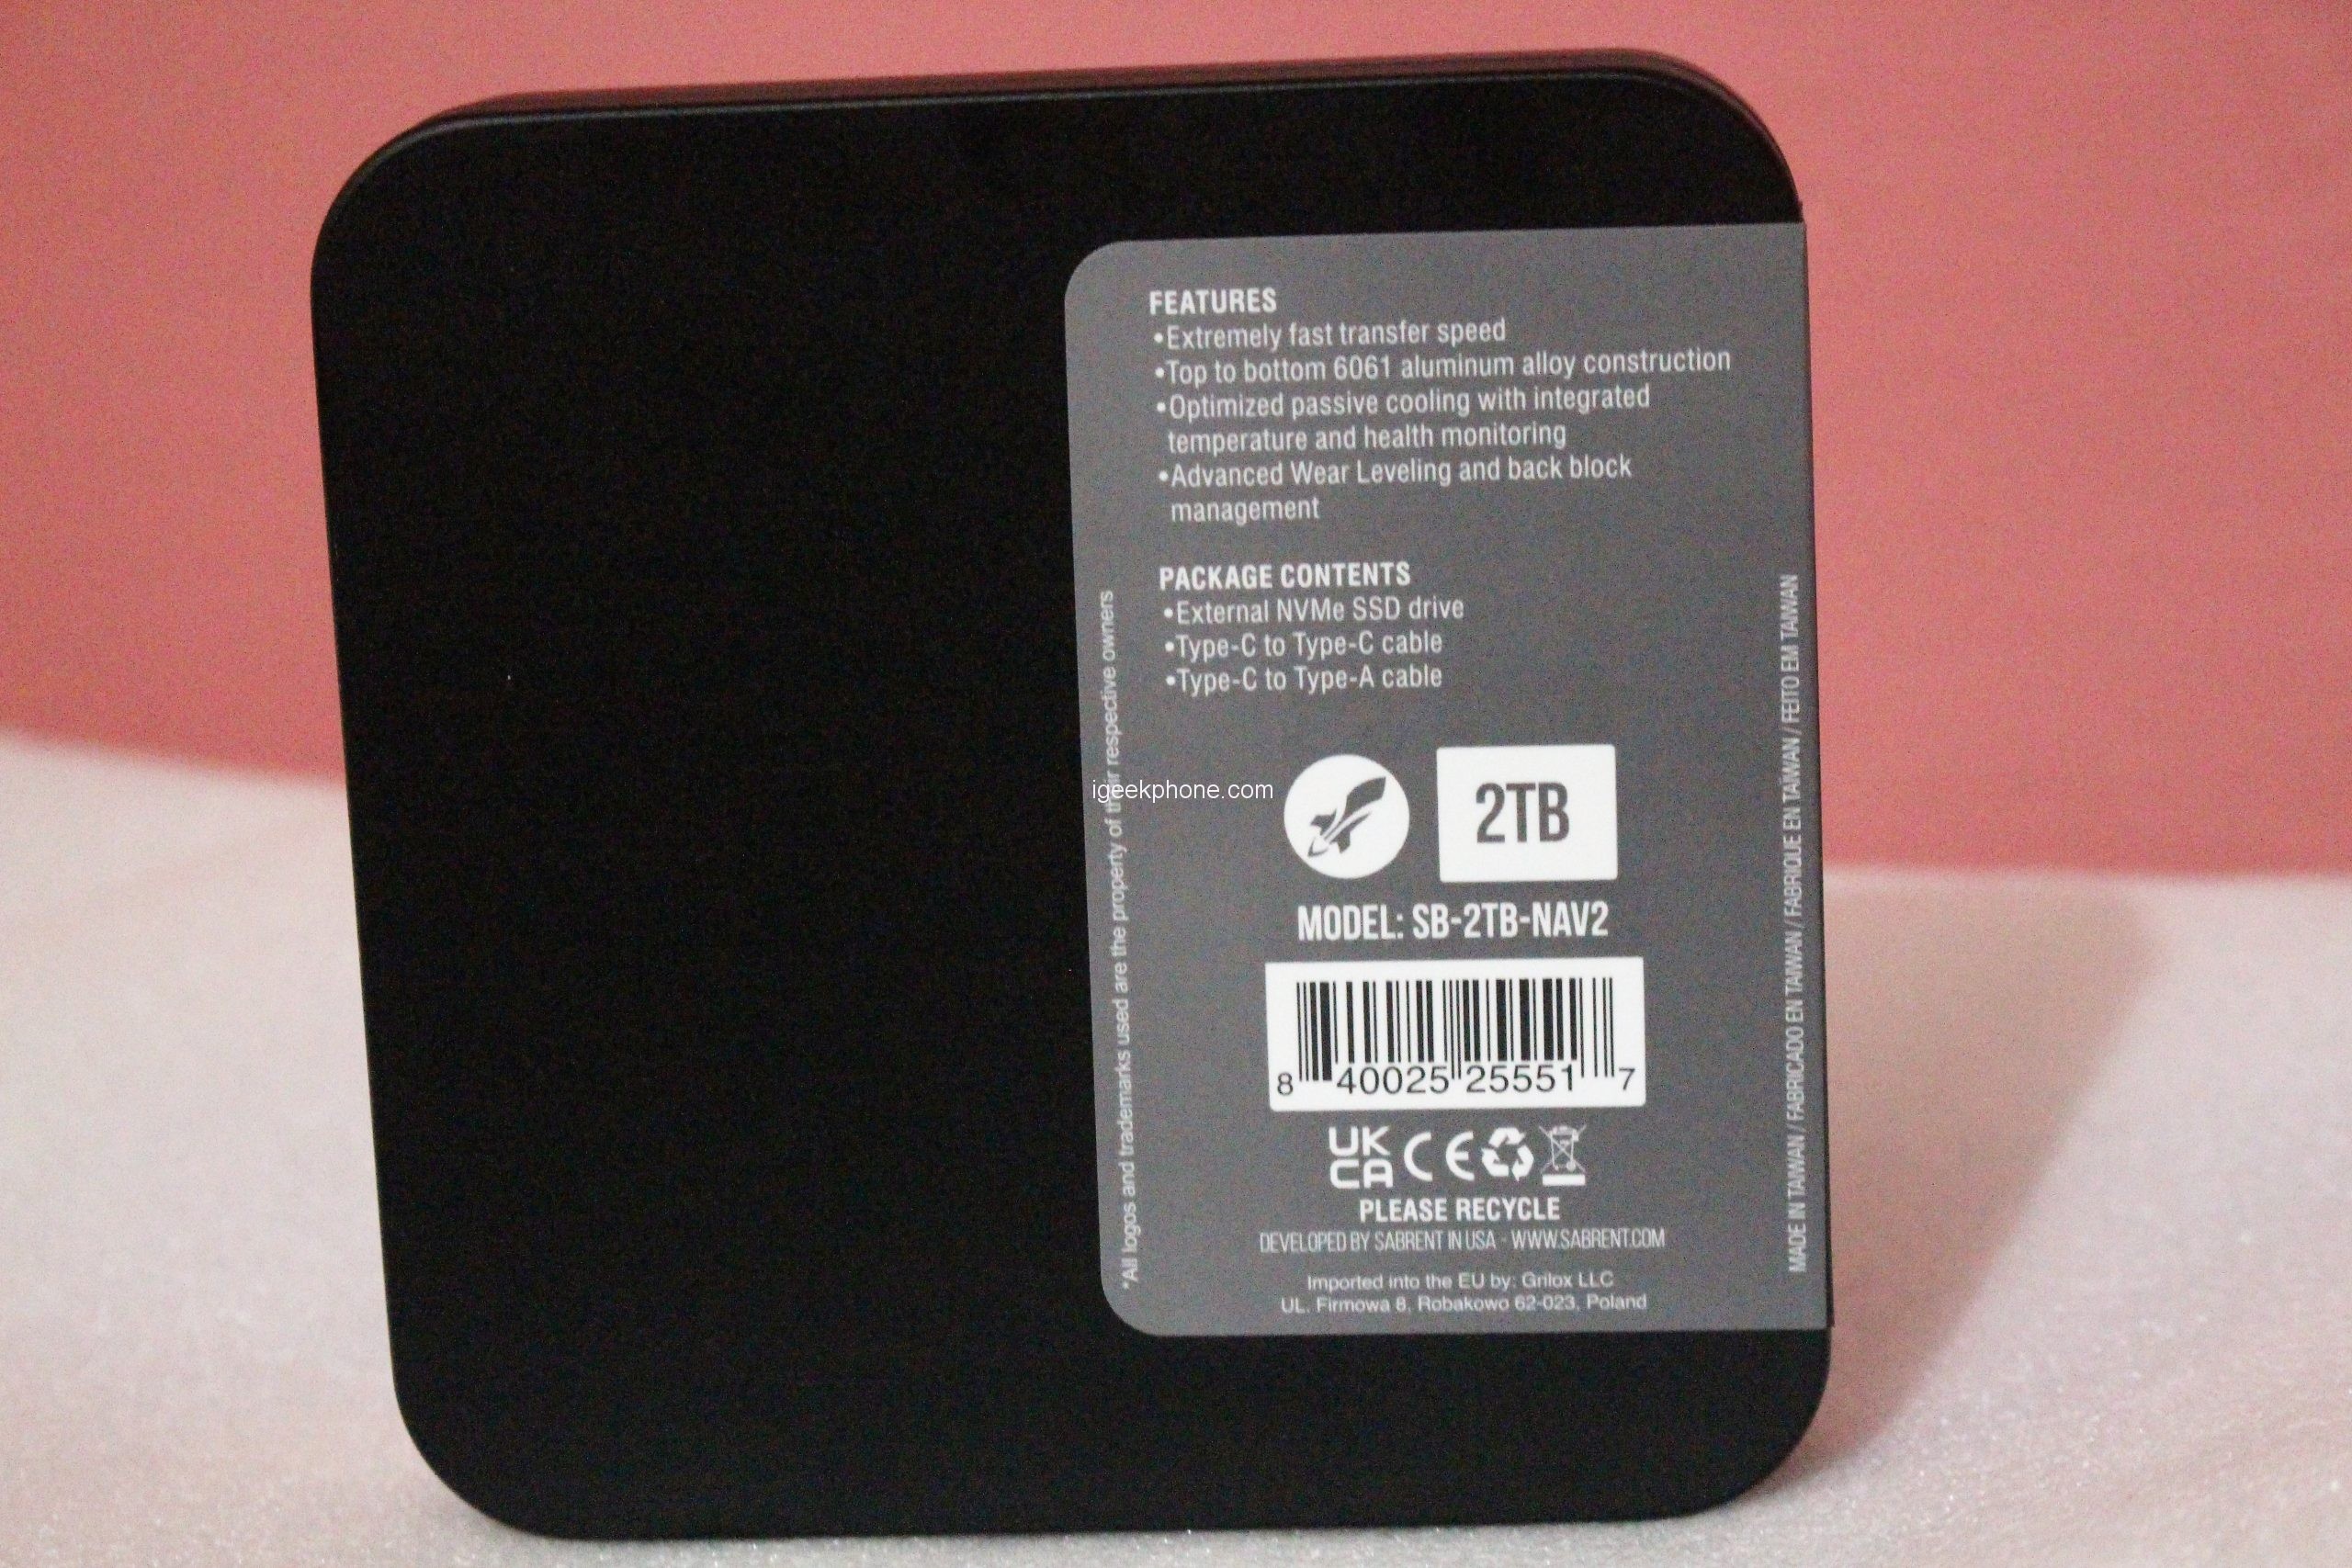 FEATURES
•Extremely fast transfer speed
•Top to bottom 6061 aluminum alloy construction
•Optimized passive cooling with integrated
temperature and health monitoring
•Advanced Wear Leveling and back block
management
PACKAGE CONTENTS
•External NVMe SSD drive
•Type-C to Type-C cable
•Type-C to Type-A cable
igeekphone.com
2TB
MODEL: SB-2TB-NAV2
8 40025 25551 7
UK
CA CE
PLEASE RECYCLE
DEVELOPED BY SABRENT IN USA - WWW.SABRENT.COM
Imported into the EU by: Grilox LLC
UL. Firmowa 8, Robakowo 62-023, Poland
*All logos and trademarks used are the property of their respective owners
MADE IN TAIWAN / FABRICADO EN TAIWAN / FABRIQUE EN TAÏWAN / FEITO EM TAIWAN